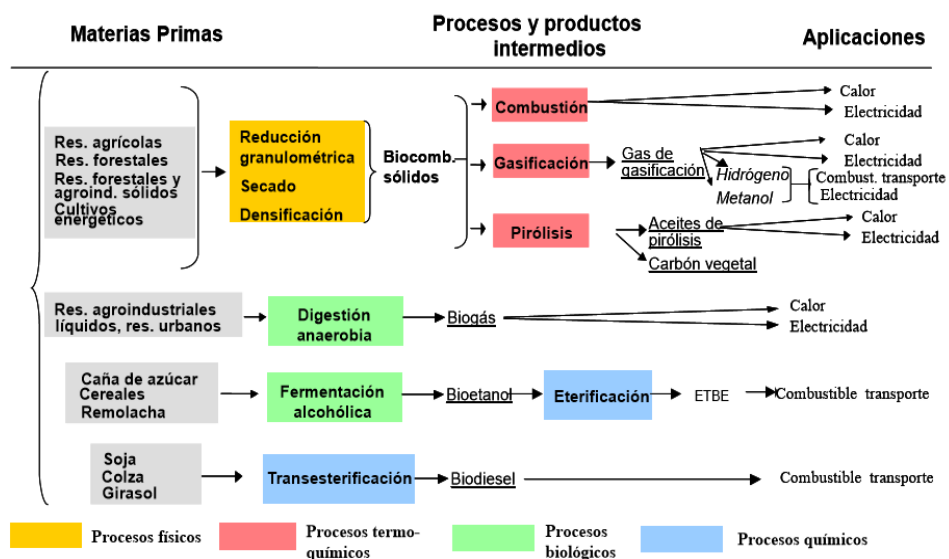 Materias Primas
Procesos y productos
intermedios
Aplicaciones
Res. agrícolas
Res. forestales
Res. forestales y
agroind. sólidos
Cultivos
energéticos
Reducción
granulométrica
Secado
Densificación
Biocomb.
sólidos
Combustión
Calor
Electricidad
Gasificación
Gas de
gasificación
Calor
Electricidad
Hidrógeno
Metanol
Combust. transporte
Electricidad
Pirólisis
Aceites de
pirólisis
Carbón vegetal
Calor
Electricidad
Res. agroindustriales
líquidos, res. urbanos
Digestión
anaerobia
Biogás
Calor
Electricidad
Caña de azúcar
Cereales
Remolacha
Fermentación
alcohólica
Bioetanol
Eterificación
ETBE
Combustible transporte
Soja
Colza
Girasol
Transesterificación
Biodiesel
Combustible transporte
Procesos físicos
Procesos termo-
químicos
Procesos
biológicos
Procesos químicos